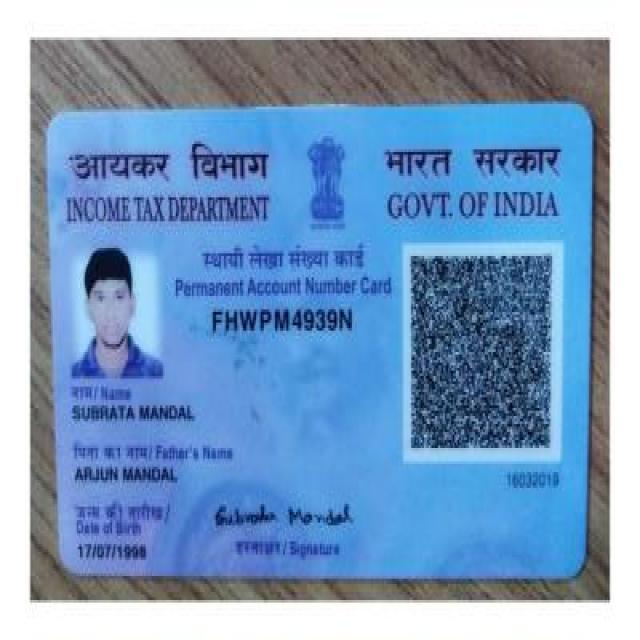 आयकर विभाग
INCOME TAX DEPARTMENT
भारत सरकार
GOVT. OF INDIA
स्थायी लेखा संख्या कार्ड
Permanent Account Number Card
FHWPM4939N
नाम / Name
SUBRATA MANDAL
पिता का नाम / Father's Name
ARJUN MANDAL
जन्म की तारीख /
Date of Birth
17/07/1998
Subrata Mandal
हस्ताक्षर / Signature
16032019